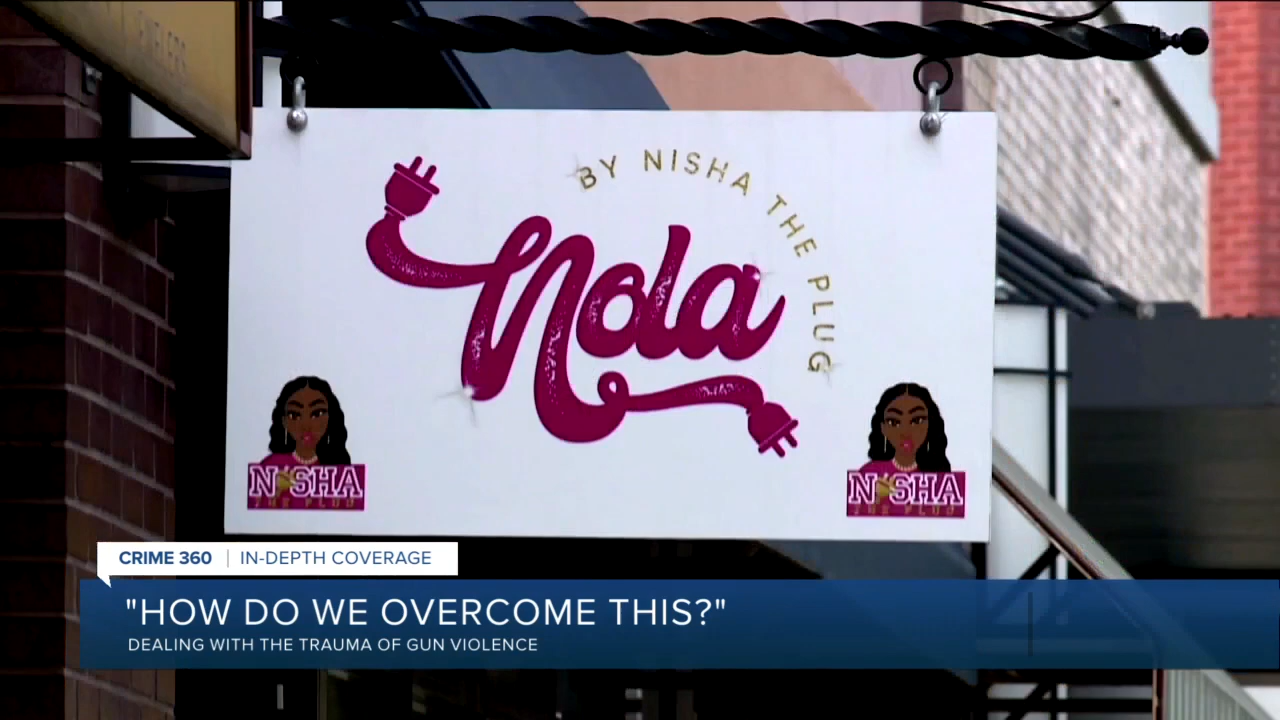 BY NISHA THE PLUG
Nola
NISHA
THE PLUG
NISHA
THE PLUG
CRIME 360 | IN-DEPTH COVERAGE
"HOW DO WE OVERCOME THIS?"
DEALING WITH THE TRAUMA OF GUN VIOLENCE